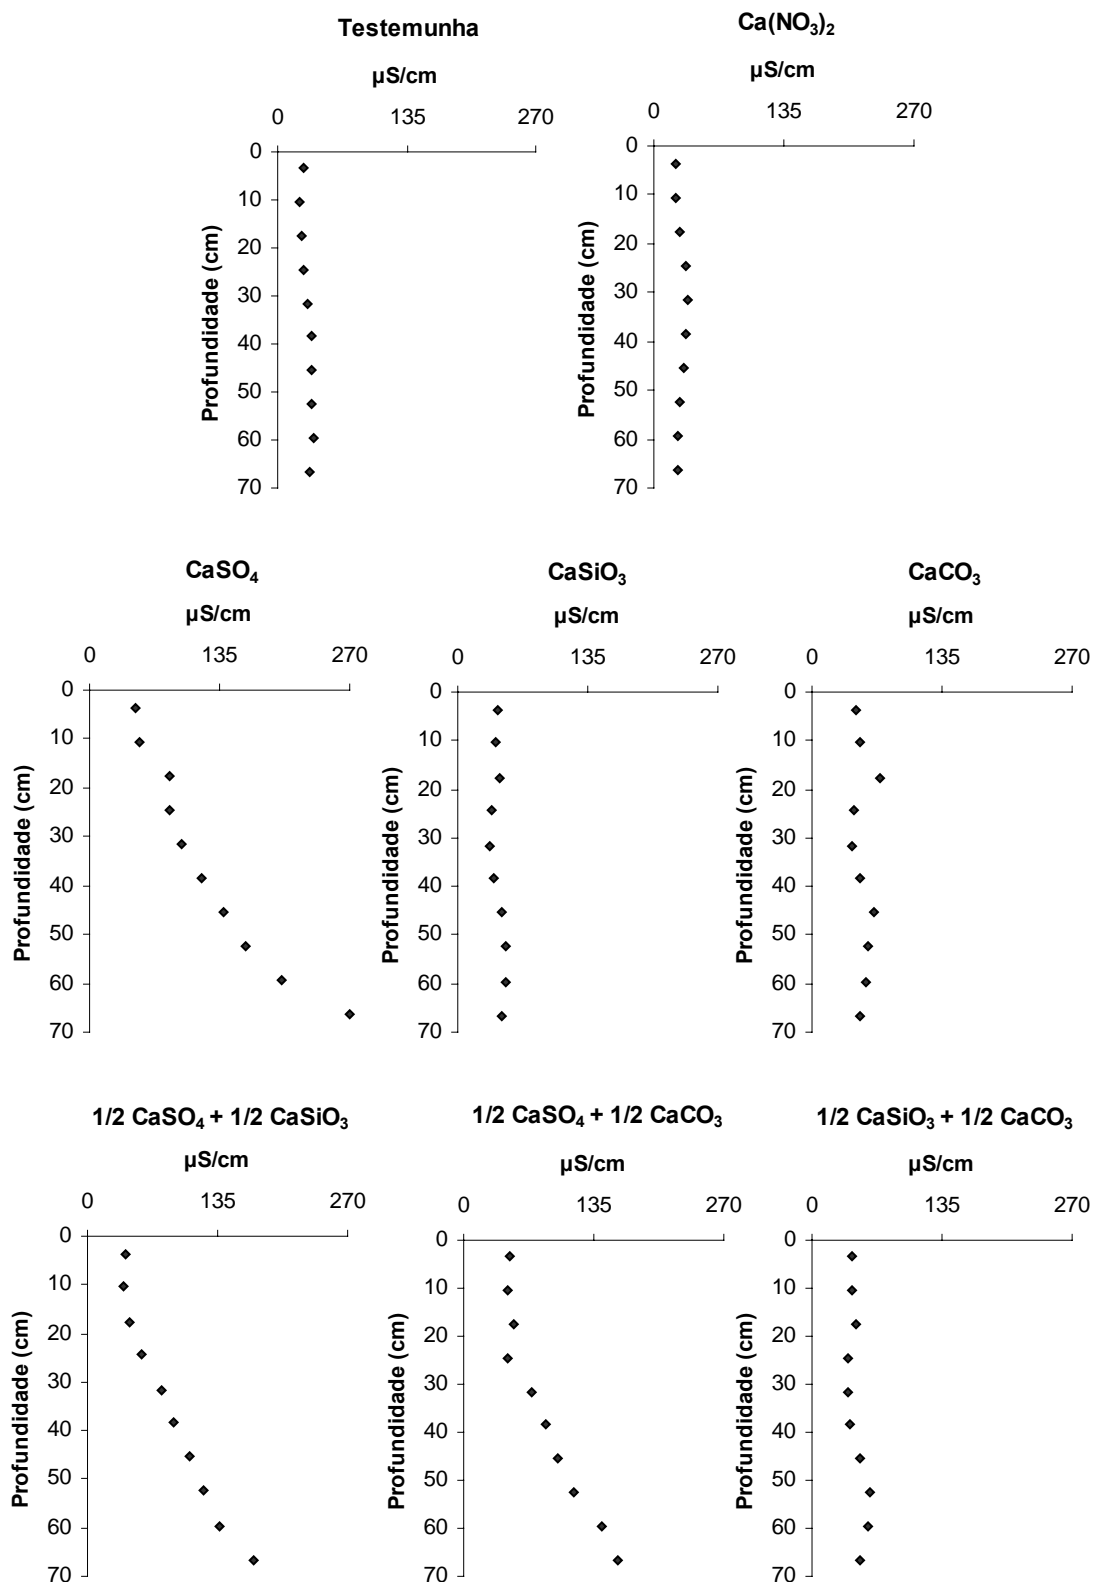 Testemunha
µS/cm
0 135 270
0
10
20
30
40
50
60
70
Profundidade (cm)
Ca(NO₃)₂
µS/cm
0 135 270
0
10
20
30
40
50
60
70
Profundidade (cm)
CaSO₄
µS/cm
0 135 270
0
10
20
30
40
50
60
70
Profundidade (cm)
CaSiO₃
µS/cm
0 135 270
0
10
20
30
40
50
60
70
Profundidade (cm)
CaCO₃
µS/cm
0 135 270
0
10
20
30
40
50
60
70
Profundidade (cm)
1/2 CaSO₄ + 1/2 CaSiO₃
µS/cm
0 135 270
0
10
20
30
40
50
60
70
Profundidade (cm)
1/2 CaSO₄ + 1/2 CaCO₃
µS/cm
0 135 270
0
10
20
30
40
50
60
70
Profundidade (cm)
1/2 CaSiO₃ + 1/2 CaCO₃
µS/cm
0 135 270
0
10
20
30
40
50
60
70
Profundidade (cm)